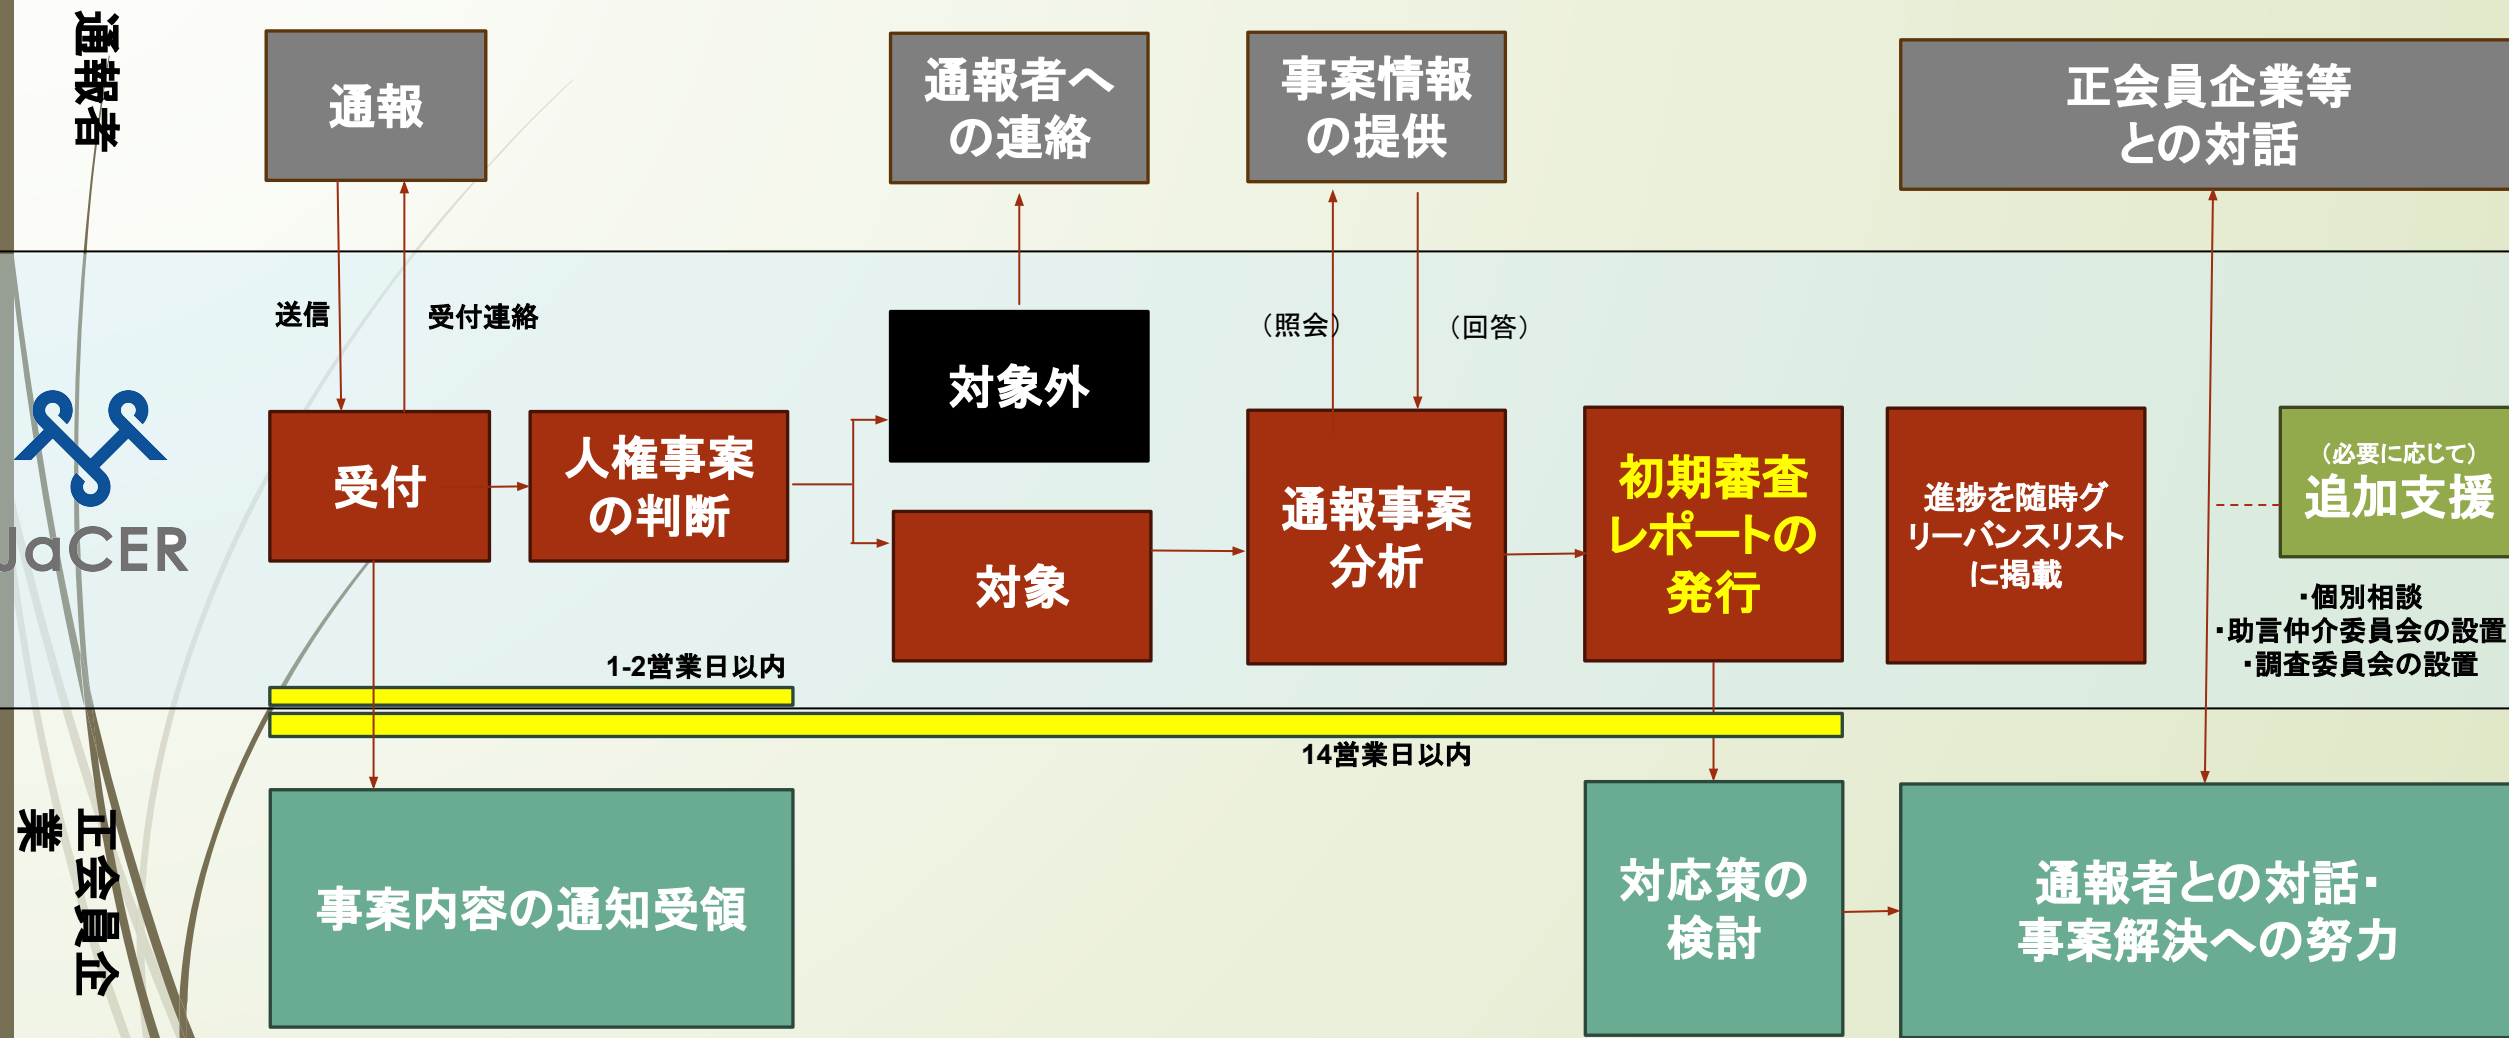 通報者
通報
通報者へ
の連絡
事案情報
の提供
正会員企業等
との対話
送信
受付連絡
（照会）
（回答）
JaCER
受付
人権事案
の判断
対象外
対象
通報事案
分析
初期審査
レポートの
発行
進捗を随時グ
リーバンスリスト
に掲載
（必要に応じて）
追加支援
・個別相談
・助言仲介委員会の設置
・調査委員会の設置
1-2営業日以内
14営業日以内
正会員企
業
事案内容の通知受領
対応策の
検討
通報者との対話・
事案解決への努力